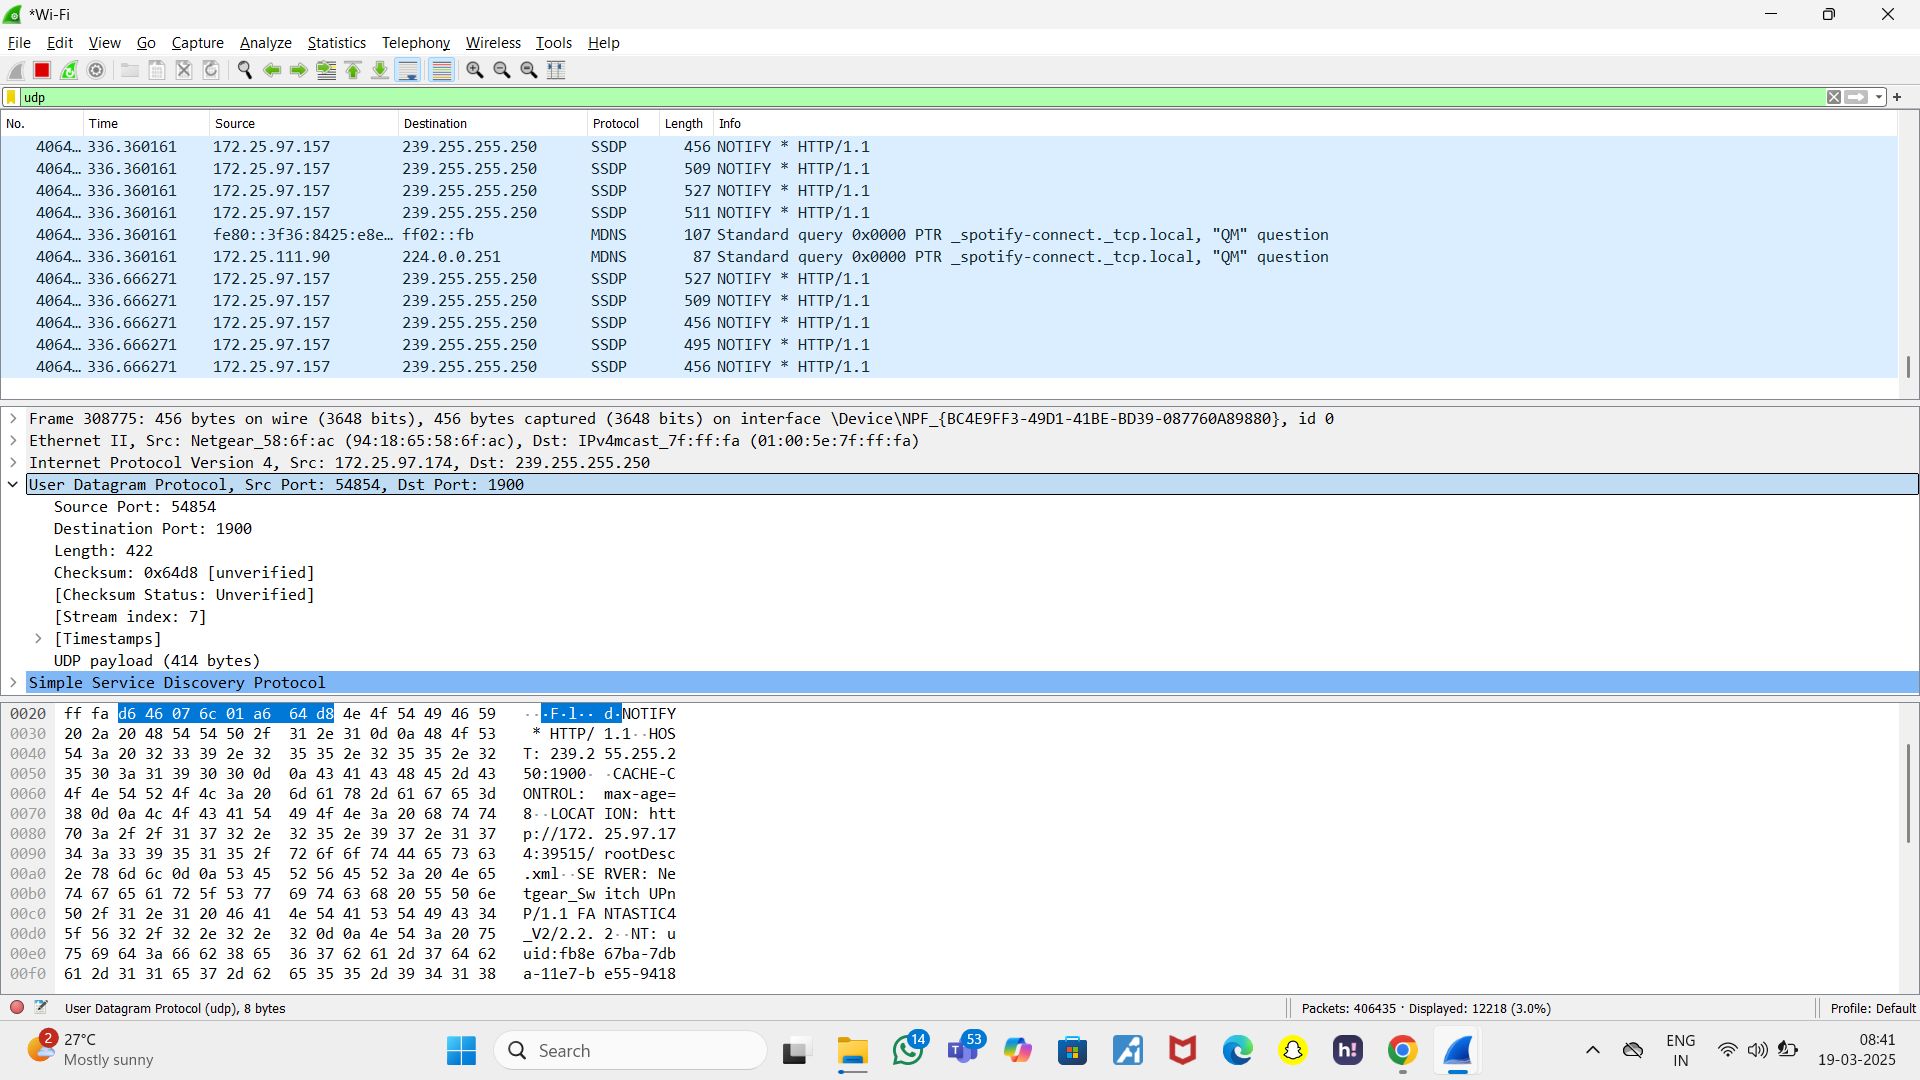 *Wi-Fi
File Edit View Go Capture Analyze Statistics Telephony Wireless Tools Help
udp
No. Time Source Destination Protocol Length Info
4064… 336.360161 172.25.97.157 239.255.255.250 SSDP 456 NOTIFY * HTTP/1.1
4064… 336.360161 172.25.97.157 239.255.255.250 SSDP 509 NOTIFY * HTTP/1.1
4064… 336.360161 172.25.97.157 239.255.255.250 SSDP 527 NOTIFY * HTTP/1.1
4064… 336.360161 172.25.97.157 239.255.255.250 SSDP 511 NOTIFY * HTTP/1.1
4064… 336.360161 fe80::3f36:8425:e8e… ff02::fb MDNS 107 Standard query 0x0000 PTR _spotify-connect._tcp.local, "QM" question
4064… 336.360161 172.25.111.90 224.0.0.251 MDNS 87 Standard query 0x0000 PTR _spotify-connect._tcp.local, "QM" question
4064… 336.666271 172.25.97.157 239.255.255.250 SSDP 527 NOTIFY * HTTP/1.1
4064… 336.666271 172.25.97.157 239.255.255.250 SSDP 509 NOTIFY * HTTP/1.1
4064… 336.666271 172.25.97.157 239.255.255.250 SSDP 456 NOTIFY * HTTP/1.1
4064… 336.666271 172.25.97.157 239.255.255.250 SSDP 495 NOTIFY * HTTP/1.1
4064… 336.666271 172.25.97.157 239.255.255.250 SSDP 456 NOTIFY * HTTP/1.1
Frame 308775: 456 bytes on wire (3648 bits), 456 bytes captured (3648 bits) on interface \Device\NPF_{BC4E9FF3-49D1-41BE-BD39-087760A89880}, id 0
Ethernet II, Src: Netgear_58:6f:ac (94:18:65:58:6f:ac), Dst: IPv4mcast_7f:ff:fa (01:00:5e:7f:ff:fa)
Internet Protocol Version 4, Src: 172.25.97.174, Dst: 239.255.255.250
User Datagram Protocol, Src Port: 54854, Dst Port: 1900
Source Port: 54854
Destination Port: 1900
Length: 422
Checksum: 0x64d8 [unverified]
[Checksum Status: Unverified]
[Stream index: 7]
[Timestamps]
UDP payload (414 bytes)
Simple Service Discovery Protocol
0020 ff fa d6 46 07 6c 01 a6 64 d8 4e 4f 54 49 46 59 ···F·l·· d·NOTIFY
0030 20 2a 20 48 54 54 50 2f 31 2e 31 0d 0a 48 4f 53 * HTTP/ 1.1··HOS
0040 54 3a 20 32 33 39 2e 32 35 35 2e 32 35 35 2e 32 T: 239.2 55.255.2
0050 35 30 3a 31 39 30 30 0d 0a 43 41 43 48 45 2d 43 50:1900· ·CACHE-C
0060 4f 4e 54 52 4f 4c 3a 20 6d 61 78 2d 61 67 65 3d ONTROL: max-age=
0070 38 0d 0a 4c 4f 43 41 54 49 4f 4e 3a 20 68 74 74 8··LOCAT ION: htt
0080 70 3a 2f 2f 31 37 32 2e 32 35 2e 39 37 2e 31 37 p://172. 25.97.17
0090 34 3a 33 39 35 31 35 2f 72 6f 6f 74 44 65 73 63 4:39515/ rootDesc
00a0 2e 78 6d 6c 0d 0a 53 45 52 56 45 52 3a 20 4e 65 .xml··SE RVER: Ne
00b0 74 67 65 61 72 5f 53 77 69 74 63 68 20 55 50 6e tgear_Sw itch UPn
00c0 50 2f 31 2e 31 20 46 41 4e 54 41 53 54 49 43 34 P/1.1 FA NTASTIC4
00d0 5f 56 32 2f 32 2e 32 2e 32 0d 0a 4e 54 3a 20 75 _V2/2.2. 2··NT: u
00e0 75 69 64 3a 66 62 38 65 36 37 62 61 2d 37 64 62 uid:fb8e 67ba-7db
00f0 61 2d 31 31 65 37 2d 62 65 35 35 2d 39 34 31 38 a-11e7-b e55-9418
User Datagram Protocol (udp), 8 bytes Packets: 406435 · Displayed: 12218 (3.0%) Profile: Default
2 27°C Mostly sunny Search 14 53 h! ENG IN 08:41 19-03-2025